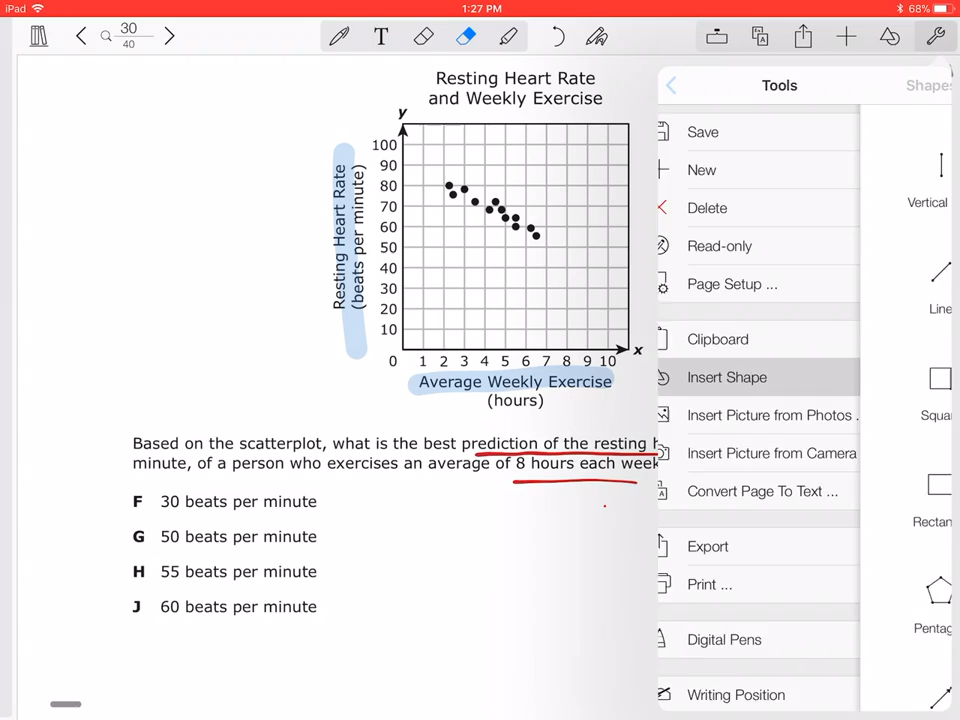 iPad 1:27 PM 68%
30
40
T
Tools
Shapes
Save
New
Delete
Read-only
Page Setup ...
Clipboard
Insert Shape
Insert Picture from Photos .
Insert Picture from Camera
Convert Page To Text ...
Export
Print ...
Digital Pens
Writing Position
Vertical
Line
Squa
Rectan
Pentag
Resting Heart Rate
and Weekly Exercise
y
Resting Heart Rate
(beats per minute)
100
90
80
70
60
50
40
30
20
10
0 1 2 3 4 5 6 7 8 9 10
x
Average Weekly Exercise
(hours)
Based on the scatterplot, what is the best prediction of the resting h
minute, of a person who exercises an average of 8 hours each week
F 30 beats per minute
G 50 beats per minute
H 55 beats per minute
J 60 beats per minute